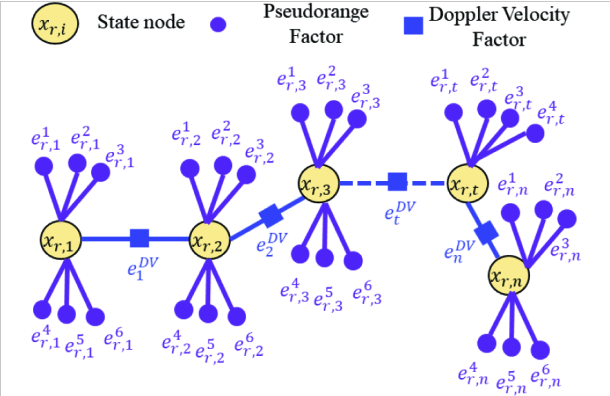 x_{r,i} State node Pseudorange Factor Doppler Velocity Factor
e_{r,1}^1 e_{r,1}^2 e_{r,1}^3
e_{r,2}^1 e_{r,2}^2 e_{r,2}^3
e_{r,3}^1 e_{r,3}^2 e_{r,3}^3
e_{r,t}^1 e_{r,t}^2 e_{r,t}^3 e_{r,t}^4
e_{r,n}^1 e_{r,n}^2 e_{r,n}^3
x_{r,1} x_{r,2} x_{r,3} x_{r,t} x_{r,n}
e_1^{DV} e_2^{DV} e_t^{DV} e_n^{DV}
e_{r,1}^4 e_{r,1}^5 e_{r,1}^6
e_{r,2}^4 e_{r,2}^5 e_{r,2}^6
e_{r,3}^4 e_{r,3}^5 e_{r,3}^6
e_{r,n}^4 e_{r,n}^5 e_{r,n}^6